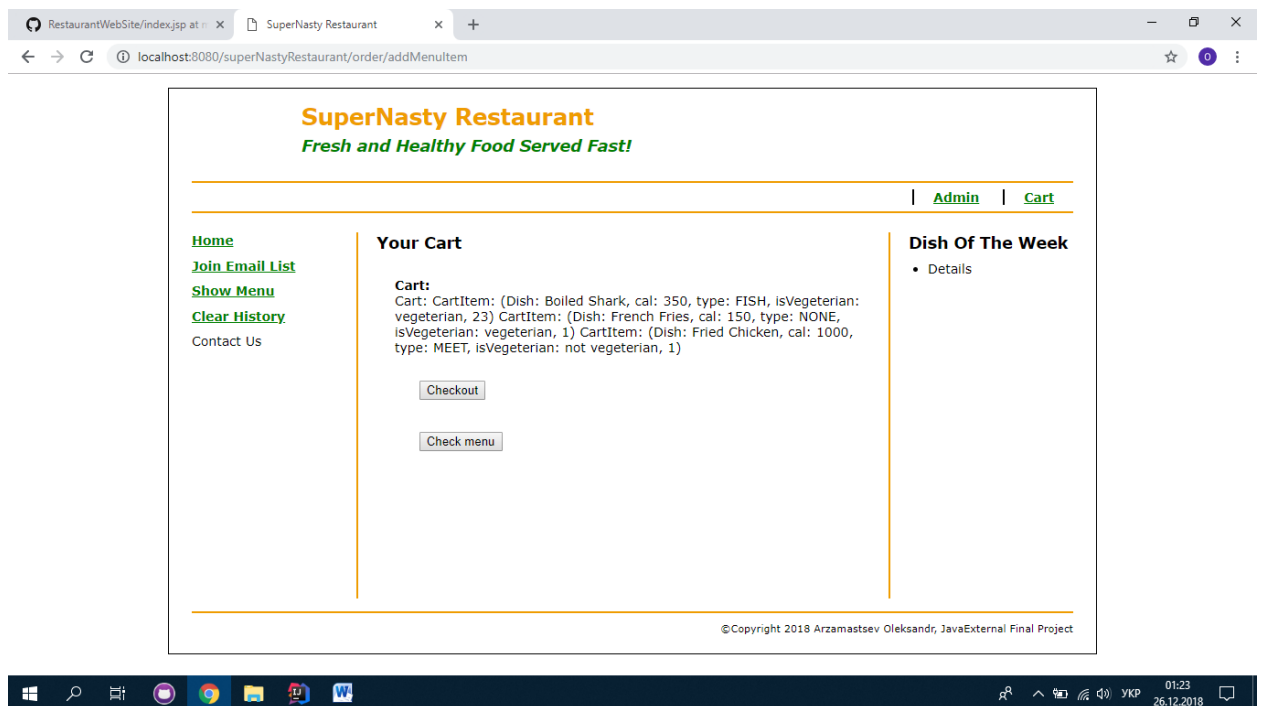 RestaurantWebSite/index.jsp at
SuperNasty Restaurant
localhost:8080/superNastyRestaurant/order/addMenuItem
O
SuperNasty Restaurant
Fresh and Healthy Food Served Fast!
Admin
Cart
Home
Join Email List
Show Menu
Clear History
Contact Us
Your Cart
Cart:
Cart: CartItem: (Dish: Boiled Shark, cal: 350, type: FISH, isVegeterian:
vegeterian, 23) CartItem: (Dish: French Fries, cal: 150, type: NONE,
isVegeterian: vegeterian, 1) CartItem: (Dish: Fried Chicken, cal: 1000,
type: MEET, isVegeterian: not vegeterian, 1)
Checkout
Check menu
Dish Of The Week
• Details
©Copyright 2018 Arzamastsev Oleksandr, JavaExternal Final Project
УКР
01:23
26.12.2018